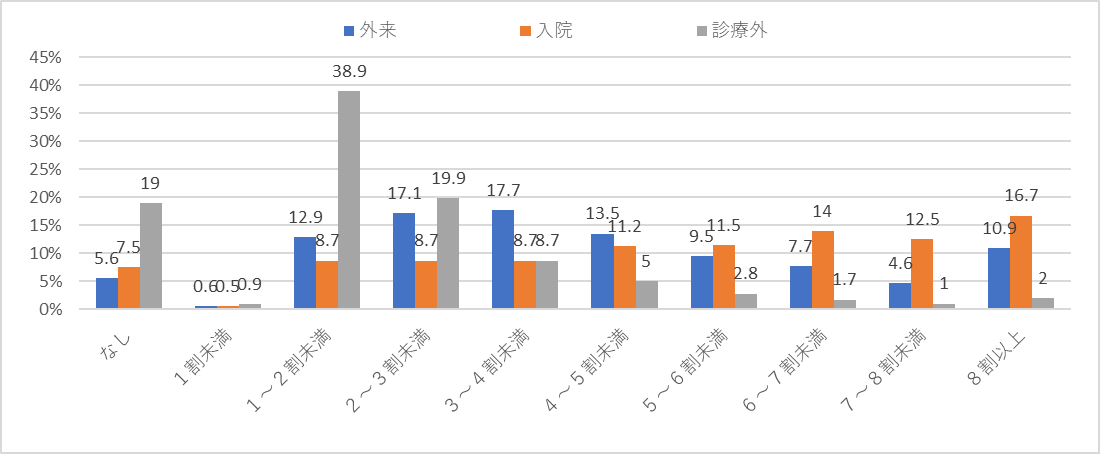 外来 入院 診療外
45%
40%
35%
30%
25%
20%
15%
10%
5%
0%
5.6 7.5 19
0.6 0.5 0.9
12.9 8.7 38.9
17.1 8.7 19.9
17.7 8.7 8.7
13.5 11.2 5
9.5 11.5 2.8
7.7 14 1.7
4.6 12.5 1
10.9 16.7 2
なし
１割未満
１～２割未満
２～３割未満
３～４割未満
４～５割未満
５～６割未満
６～７割未満
７～８割未満
８割以上